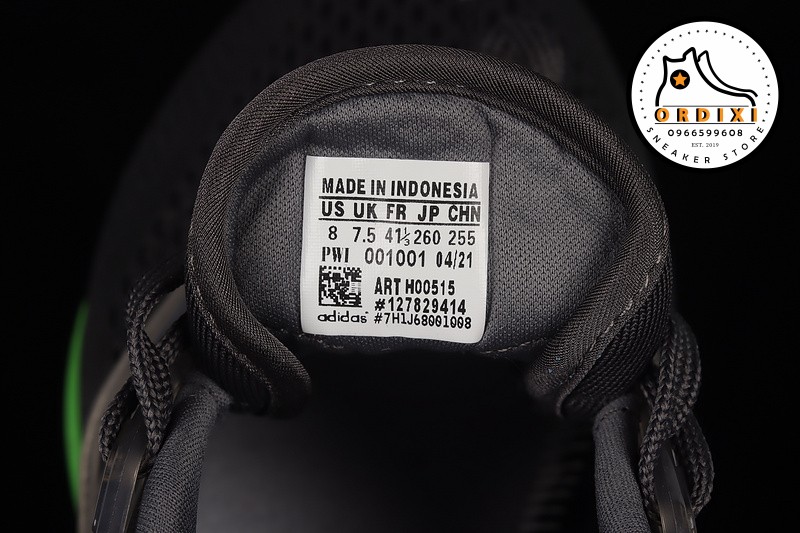 ORDIXI
0966599608
EST. 2019
SNEAKER STORE
MADE IN INDONESIA
US UK FR JP CHN
8 7.5 41⅓ 260 255
PWI 001001 04/21
ART H00515
#127829414
adidas #7H1J68001008